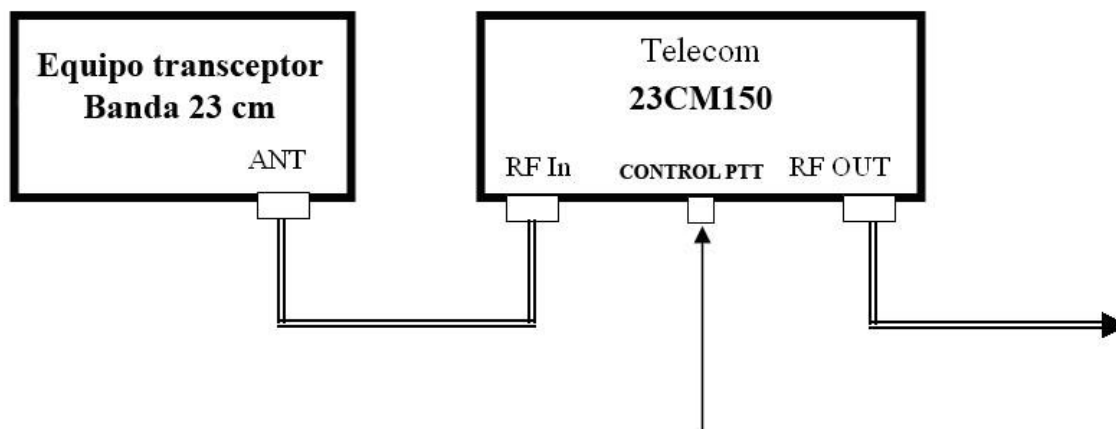 Equipo transceptor
Banda 23 cm
ANT
Telecom
23CM150
RF In
CONTROL PTT
RF OUT